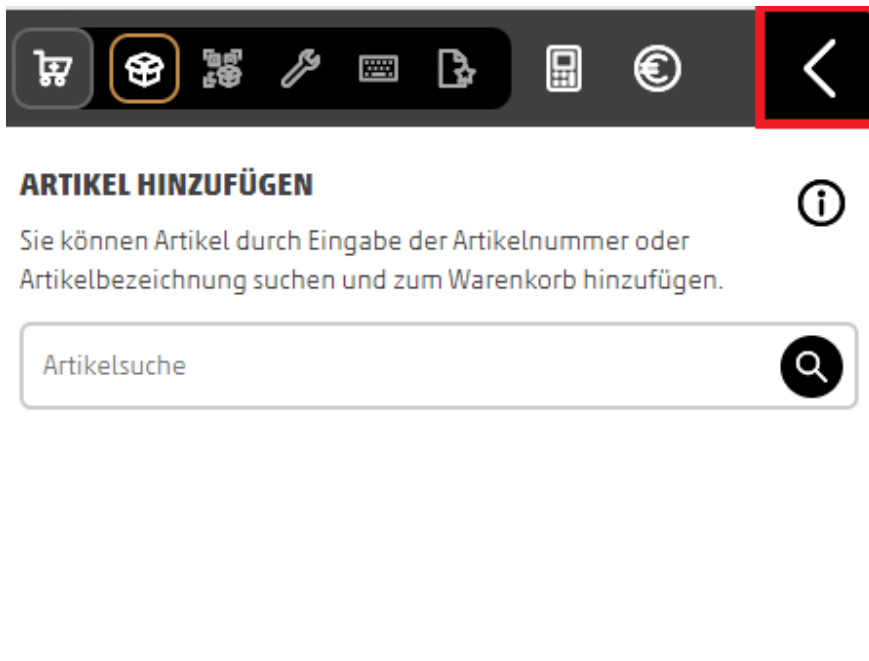 ARTIKEL HINZUFÜGEN
Sie können Artikel durch Eingabe der Artikelnummer oder
Artikelbezeichnung suchen und zum Warenkorb hinzufügen.
Artikelsuche